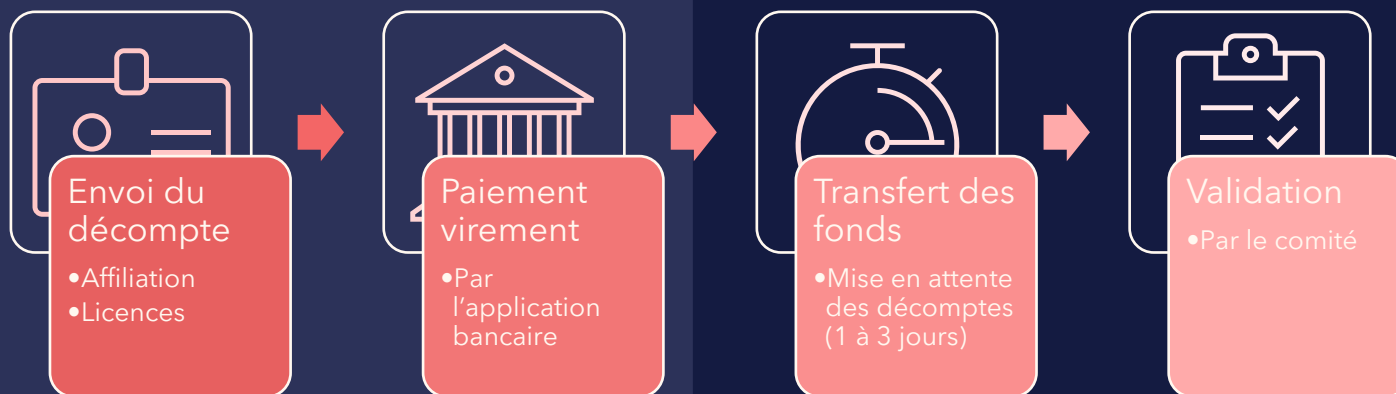 Envoi du
décompte
•Affiliation
•Licences
Paiement
virement
•Par
l’application
bancaire
Transfert des
fonds
•Mise en attente
des décomptes
(1 à 3 jours)
Validation
•Par le comité